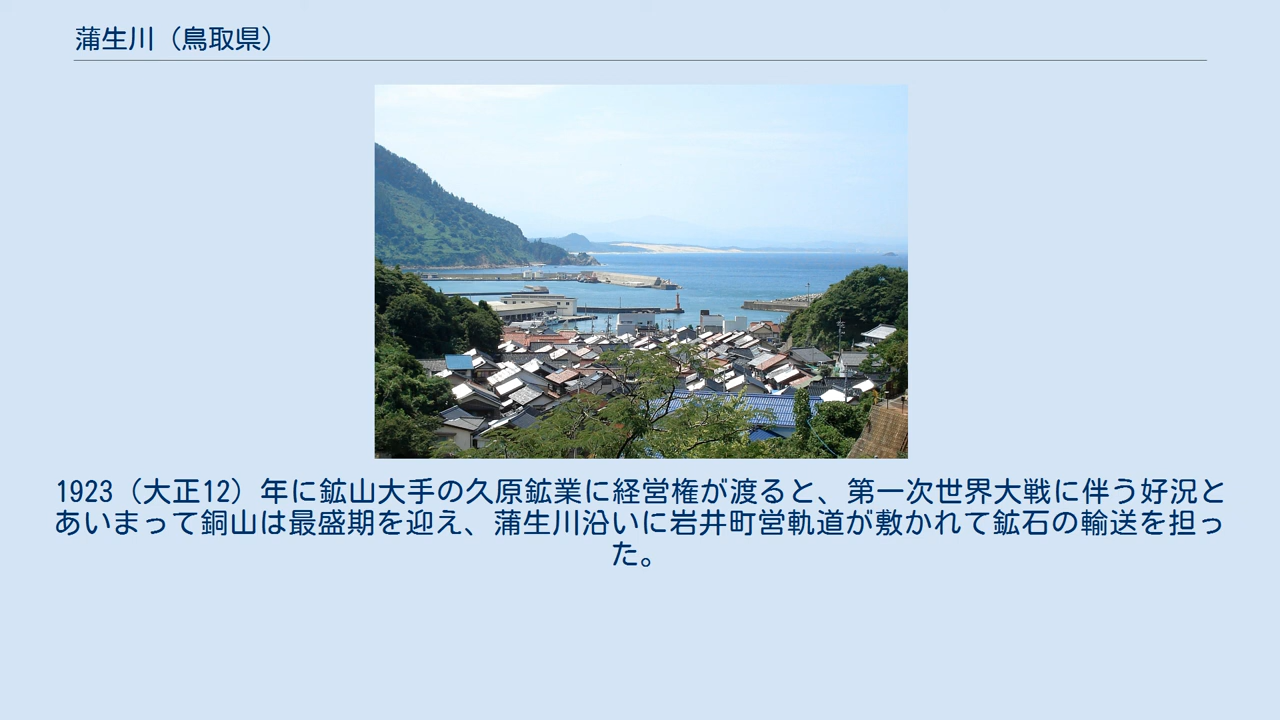 蒲生川（鳥取県）
1923（大正12）年に鉱山大手の久原鉱業に経営権が渡ると、第一次世界大戦に伴う好況と
あいまって銅山は最盛期を迎え、蒲生川沿いに岩井町営軌道が敷かれて鉱石の輸送を担っ
た。